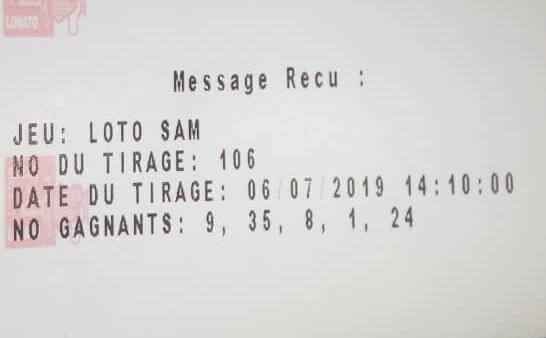 LONATO
Message Recu :
JEU: LOTO SAM
NO DU TIRAGE: 106
DATE DU TIRAGE: 06/07/2019 14:10:00
NO GAGNANTS: 9, 35, 8, 1, 24